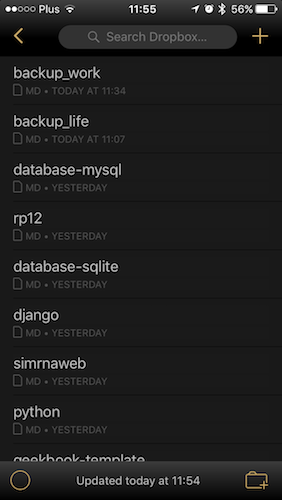 Plus 11:55 56%
Search Dropbox...
backup_work
MD • TODAY AT 11:34
backup_life
MD • TODAY AT 11:07
database-mysql
MD • YESTERDAY
rp12
MD • YESTERDAY
database-sqlite
MD • YESTERDAY
django
MD • YESTERDAY
simrnaweb
MD • YESTERDAY
python
MD • YESTERDAY
geekbook-template
Updated today at 11:54